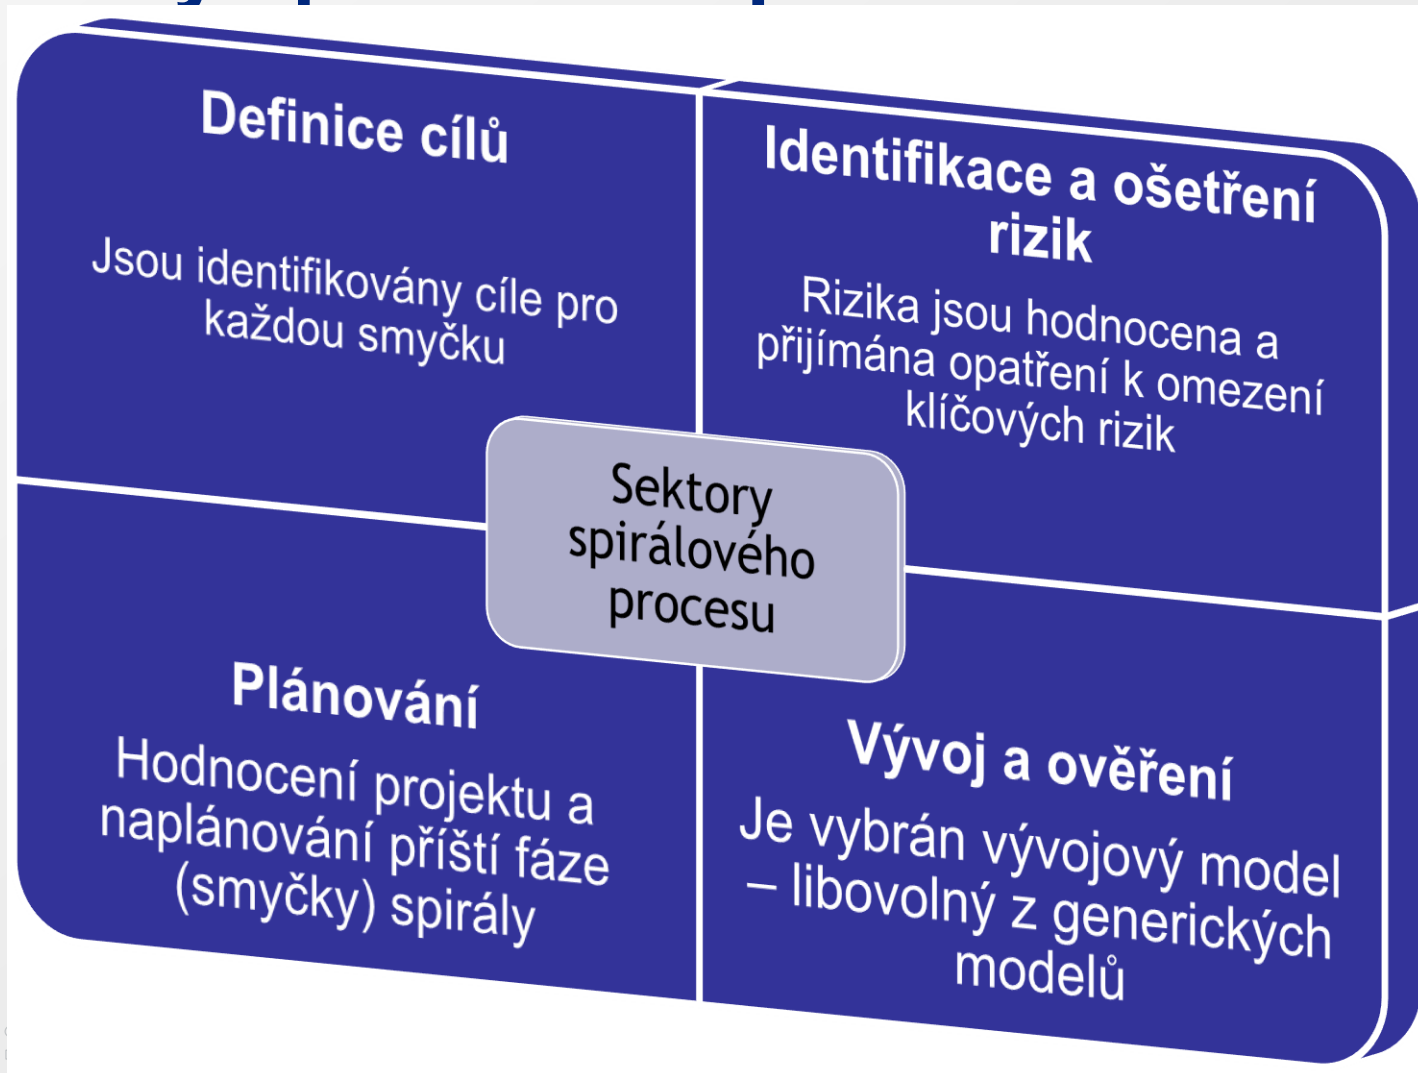 Definice cílů
Jsou identifikovány cíle pro
každou smyčku
Identifikace a ošetření
rizik
Rizika jsou hodnocena a
přijímána opatření k omezení
klíčových rizik
Sektory
spirálového
procesu
Plánování
Hodnocení projektu a
naplánování příští fáze
(smyčky) spirály
Vývoj a ověření
Je vybrán vývojový model
– libovolný z generických
modelů